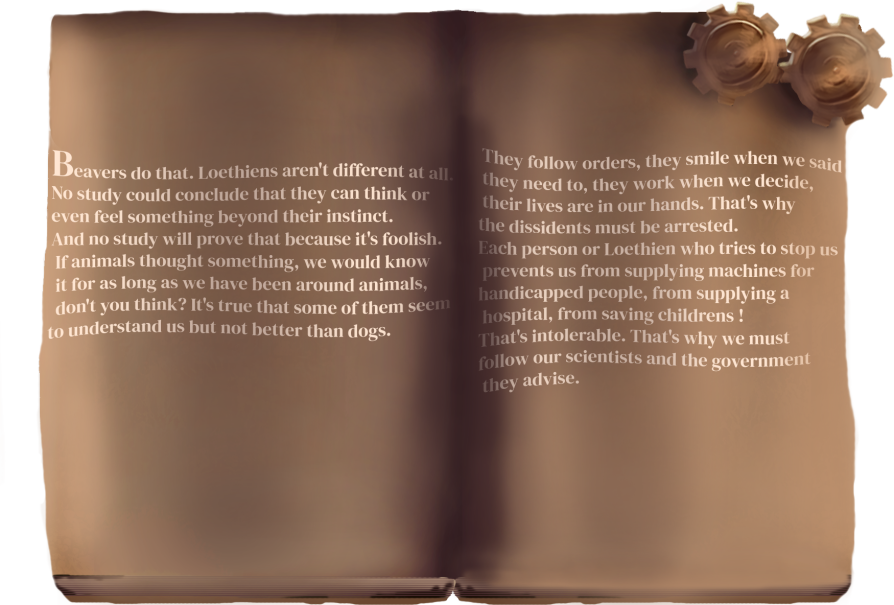 Beavers do that. Loethiens aren't different at all.
No study could conclude that they can think or
even feel something beyond their instinct.
And no study will prove that because it's foolish.
If animals thought something, we would know
it for as long as we have been around animals,
don't you think? It's true that some of them seem
to understand us but not better than dogs.
They follow orders, they smile when we said
they need to, they work when we decide,
their lives are in our hands. That's why
the dissidents must be arrested.
Each person or Loethien who tries to stop us
prevents us from supplying machines for
handicapped people, from supplying a
hospital, from saving childrens !
That's intolerable. That's why we must
follow our scientists and the government
they advise.